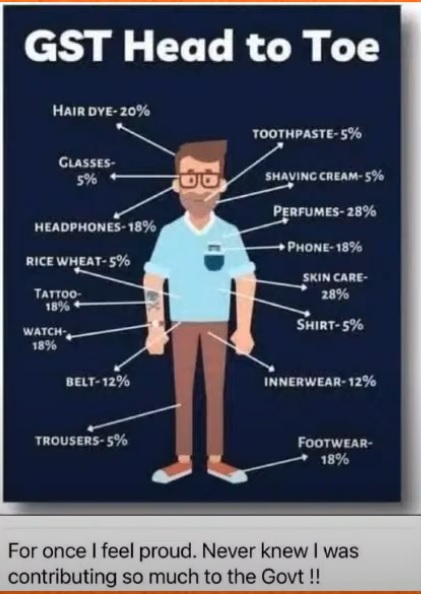 GST Head to Toe
HAIR DYE- 20%
TOOTHPASTE- 5%
GLASSES-
5%
SHAVING CREAM- 5%
PERFUMES- 28%
HEADPHONES- 18%
PHONE- 18%
RICE WHEAT- 5%
SKIN CARE-
28%
TATTOO-
18%
SHIRT- 5%
WATCH-
18%
BELT- 12%
INNERWEAR- 12%
TROUSERS- 5%
FOOTWEAR-
18%
For once I feel proud. Never knew I was
contributing so much to the Govt !!